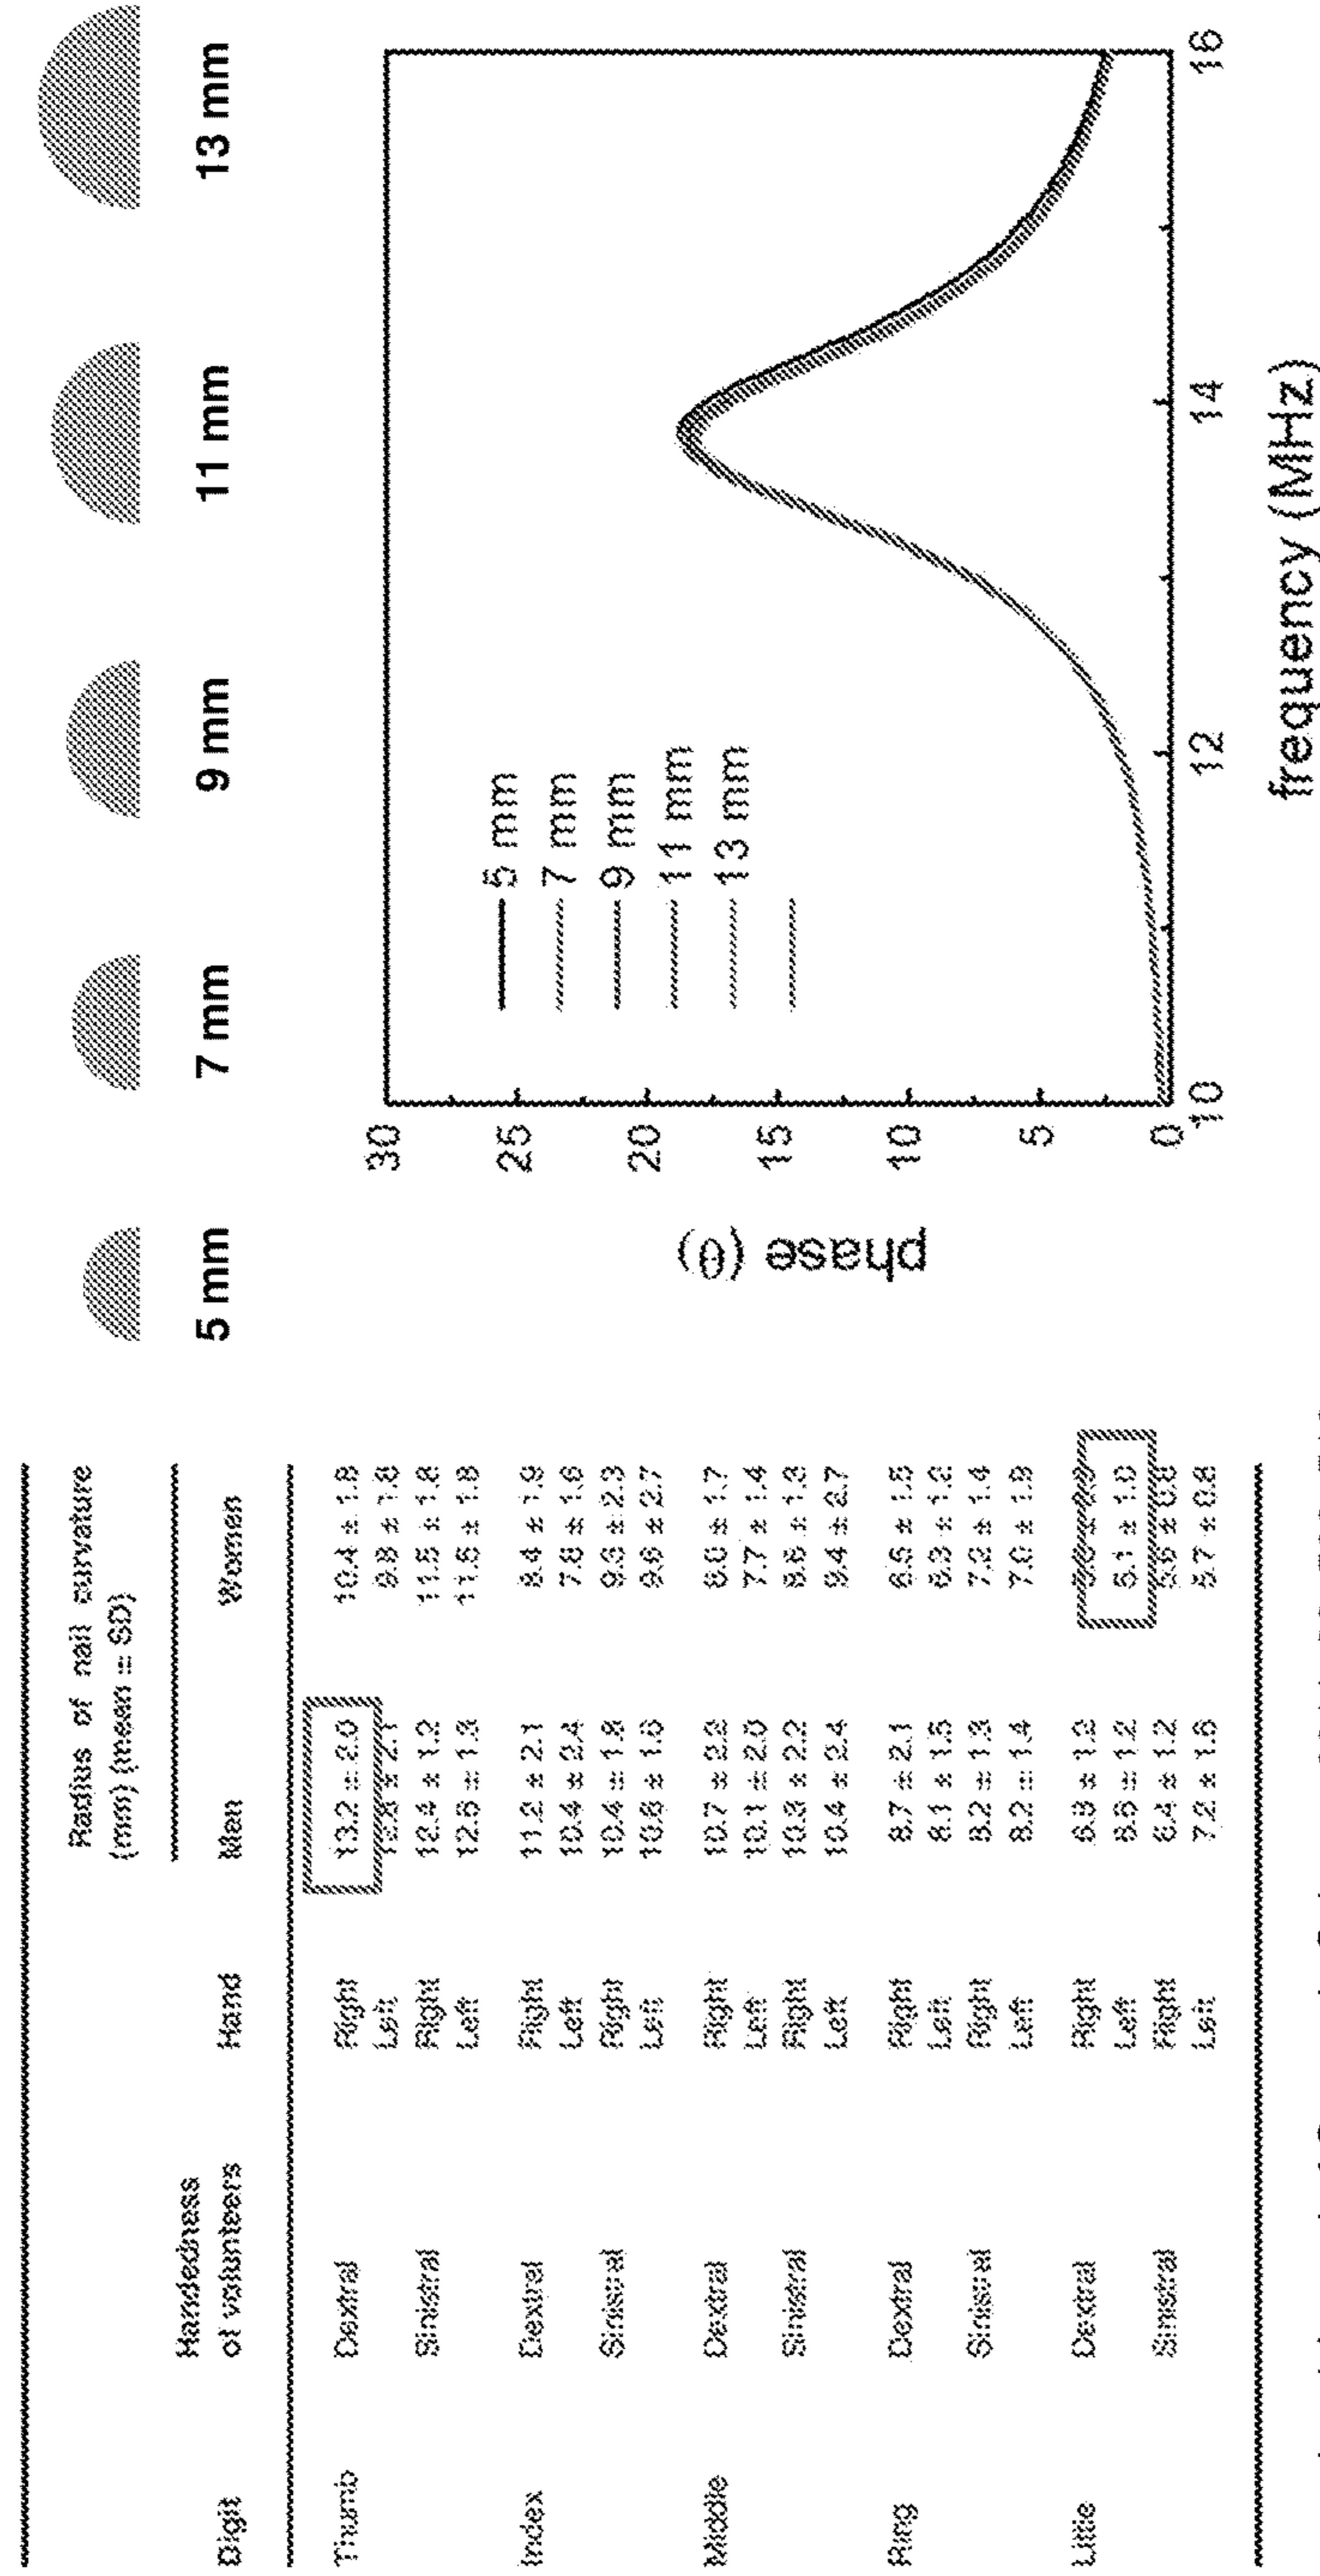 Radius of nail curvature
(mm) (mean ± SD)
Handedness
Digit of volunteers Hand Men Women
Thumb Dextral Right 13.2 ± 2.0 10.4 ± 1.8
Left ± 2.1 9.8 ± 1.8
Sinistral Right 12.4 ± 1.2 11.5 ± 1.8
Left 12.6 ± 1.3 11.6 ± 1.8
Index Dextral Right 11.2 ± 2.1 8.4 ± 1.9
Left 10.4 ± 2.4 7.8 ± 1.6
Sinistral Right 10.4 ± 1.8 9.3 ± 2.3
Left 10.6 ± 1.6 9.6 ± 2.7
Middle Dextral Right 10.7 ± 2.2 8.0 ± 1.7
Left 10.1 ± 2.0 7.7 ± 1.4
Sinistral Right 10.3 ± 2.2 8.6 ± 1.3
Left 10.4 ± 2.4 9.4 ± 2.7
Ring Dextral Right 8.7 ± 2.1 6.5 ± 1.5
Left 8.1 ± 1.5 6.3 ± 1.2
Sinistral Right 8.2 ± 1.3 7.2 ± 1.4
Left 8.2 ± 1.4 7.0 ± 1.9
Little Dextral Right ± 1.2
Left ± 1.2 5.1 ± 1.0
Sinistral Right 6.4 ± 1.2
Left 7.2 ± 1.6 5.7 ± 0.8
5 mm 7 mm 9 mm 11 mm 13 mm
30
25
20
15
10
5
0
phase (θ)
5 mm
7 mm
9 mm
11 mm
13 mm
10 12 14 16
frequency (MHz)